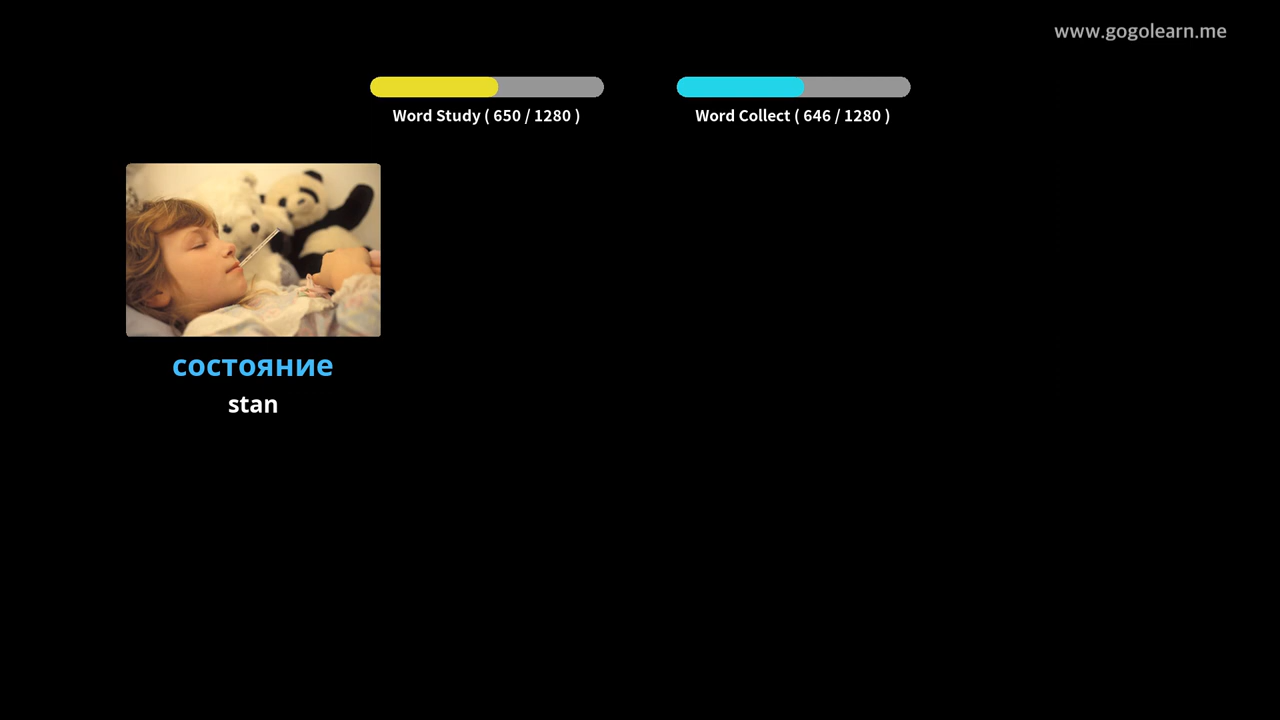 www.gogolearn.me
Word Study ( 650 / 1280 )
Word Collect ( 646 / 1280 )
состояние
stan